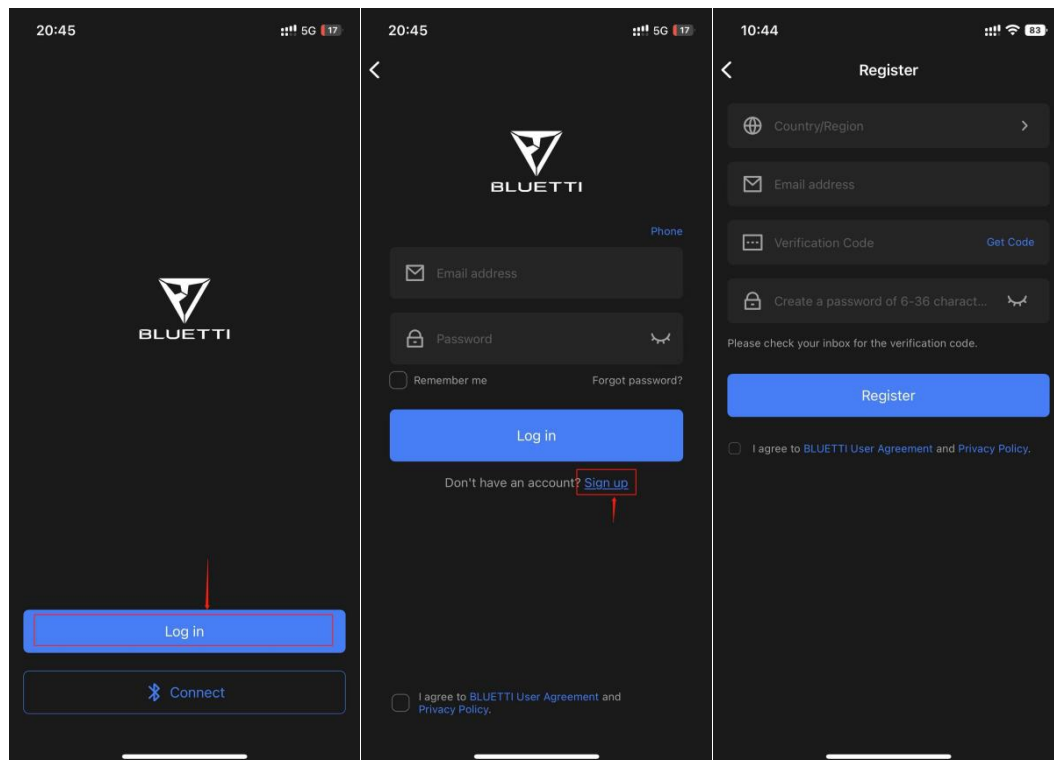 20:45
5G 17
BLUETTI
Log in
Connect
20:45
5G 17
BLUETTI
Phone
Email address
Password
Remember me Forgot password?
Log in
Don't have an account? Sign up
I agree to BLUETTI User Agreement and
Privacy Policy.
10:44
83
Register
Country/Region
Email address
Verification Code Get Code
Create a password of 6-36 charact...
Please check your inbox for the verification code.
Register
I agree to BLUETTI User Agreement and Privacy Policy.